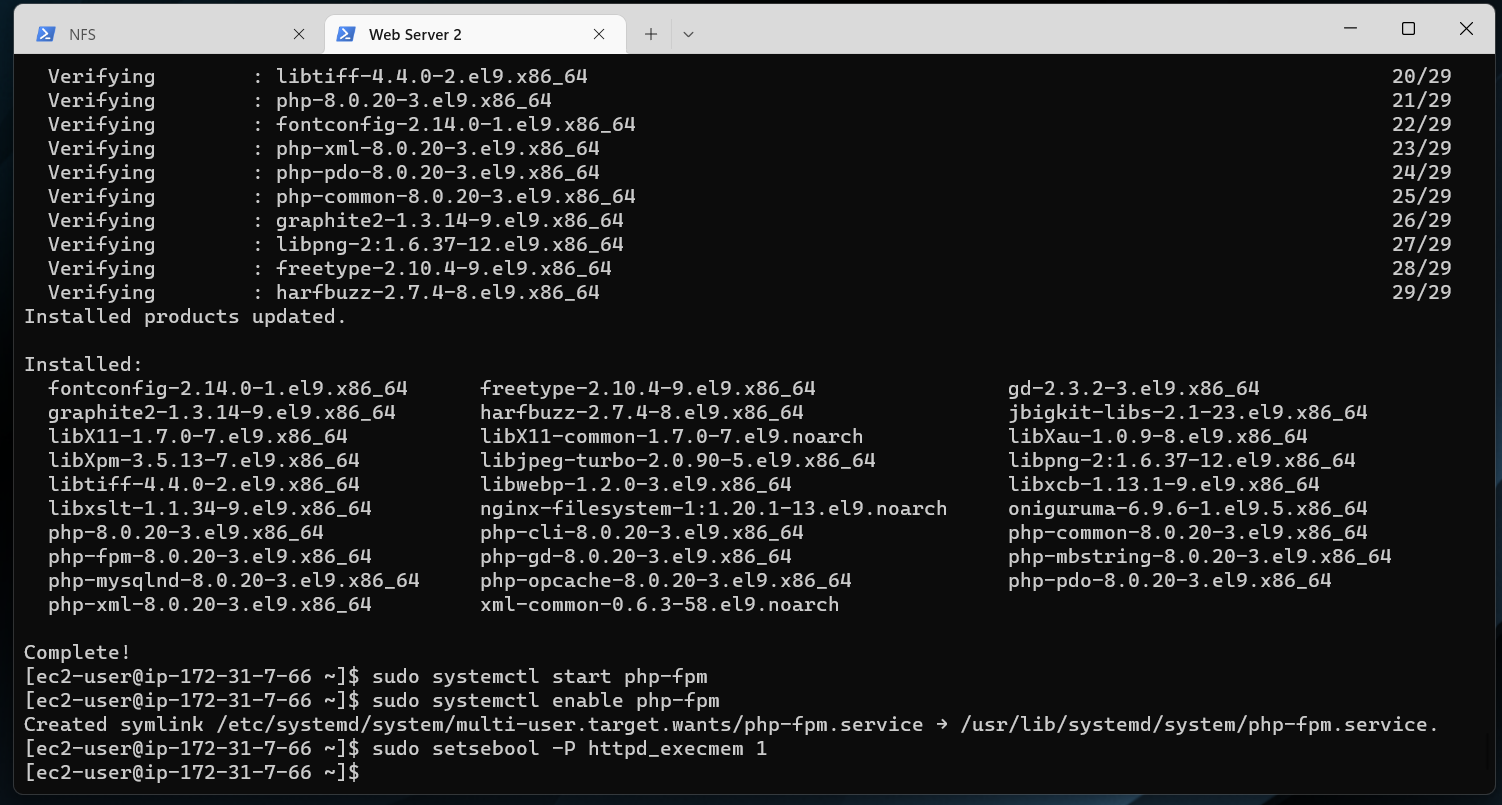 NFS
Web Server 2
Verifying : libtiff-4.4.0-2.el9.x86_64 20/29
Verifying : php-8.0.20-3.el9.x86_64 21/29
Verifying : fontconfig-2.14.0-1.el9.x86_64 22/29
Verifying : php-xml-8.0.20-3.el9.x86_64 23/29
Verifying : php-pdo-8.0.20-3.el9.x86_64 24/29
Verifying : php-common-8.0.20-3.el9.x86_64 25/29
Verifying : graphite2-1.3.14-9.el9.x86_64 26/29
Verifying : libpng-2:1.6.37-12.el9.x86_64 27/29
Verifying : freetype-2.10.4-9.el9.x86_64 28/29
Verifying : harfbuzz-2.7.4-8.el9.x86_64 29/29
Installed products updated.
Installed:
fontconfig-2.14.0-1.el9.x86_64 freetype-2.10.4-9.el9.x86_64 gd-2.3.2-3.el9.x86_64
graphite2-1.3.14-9.el9.x86_64 harfbuzz-2.7.4-8.el9.x86_64 jbigkit-libs-2.1-23.el9.x86_64
libX11-1.7.0-7.el9.x86_64 libX11-common-1.7.0-7.el9.noarch libXau-1.0.9-8.el9.x86_64
libXpm-3.5.13-7.el9.x86_64 libjpeg-turbo-2.0.90-5.el9.x86_64 libpng-2:1.6.37-12.el9.x86_64
libtiff-4.4.0-2.el9.x86_64 libwebp-1.2.0-3.el9.x86_64 libxcb-1.13.1-9.el9.x86_64
libxslt-1.1.34-9.el9.x86_64 nginx-filesystem-1:1.20.1-13.el9.noarch oniguruma-6.9.6-1.el9.5.x86_64
php-8.0.20-3.el9.x86_64 php-cli-8.0.20-3.el9.x86_64 php-common-8.0.20-3.el9.x86_64
php-fpm-8.0.20-3.el9.x86_64 php-gd-8.0.20-3.el9.x86_64 php-mbstring-8.0.20-3.el9.x86_64
php-mysqlnd-8.0.20-3.el9.x86_64 php-opcache-8.0.20-3.el9.x86_64 php-pdo-8.0.20-3.el9.x86_64
php-xml-8.0.20-3.el9.x86_64 xml-common-0.6.3-58.el9.noarch
Complete!
[ec2-user@ip-172-31-7-66 ~]$ sudo systemctl start php-fpm
[ec2-user@ip-172-31-7-66 ~]$ sudo systemctl enable php-fpm
Created symlink /etc/systemd/system/multi-user.target.wants/php-fpm.service → /usr/lib/systemd/system/php-fpm.service.
[ec2-user@ip-172-31-7-66 ~]$ sudo setsebool -P httpd_execmem 1
[ec2-user@ip-172-31-7-66 ~]$